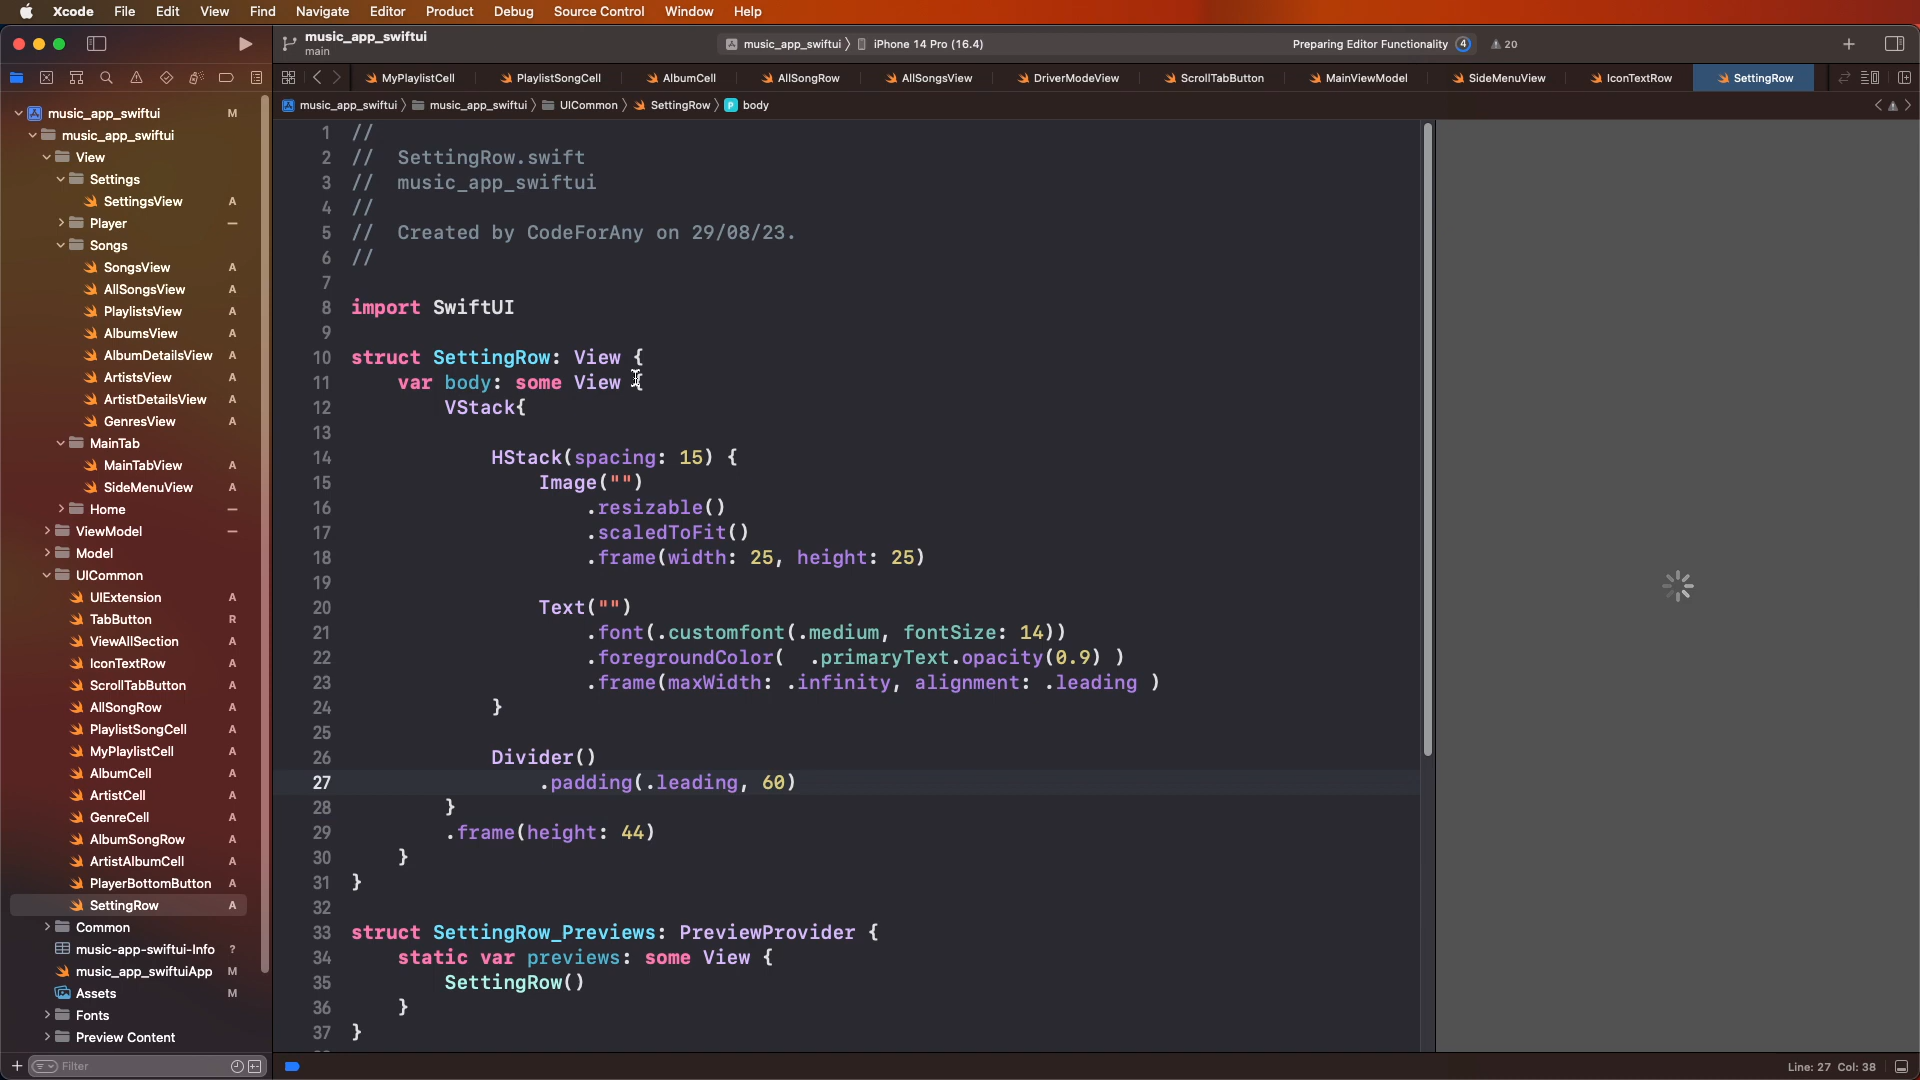 Xcode File Edit View Find Navigate Editor Product Debug Source Control Window Help
music_app_swiftui
main
music_app_swiftui iPhone 14 Pro (16.4) Preparing Editor Functionality 4 20
MyPlaylistCell PlaylistSongCell AlbumCell AllSongRow AllSongsView DriverModeView ScrollTabButton MainViewModel SideMenuView IconTextRow SettingRow
music_app_swiftui music_app_swiftui UICommon SettingRow P body
music_app_swiftui M
music_app_swiftui
View
Settings
SettingsView A
Player
Songs
SongsView A
AllSongsView A
PlaylistsView A
AlbumsView A
AlbumDetailsView A
ArtistsView A
ArtistDetailsView A
GenresView A
MainTab
MainTabView A
SideMenuView A
Home
ViewModel
Model
UICommon
UIExtension A
TabButton R
ViewAllSection A
IconTextRow A
ScrollTabButton A
AllSongRow A
PlaylistSongCell A
MyPlaylistCell A
AlbumCell A
ArtistCell A
GenreCell A
AlbumSongRow A
ArtistAlbumCell A
PlayerBottomButton A
SettingRow A
Common
music-app-swiftui-Info ?
music_app_swiftuiApp M
Assets M
Fonts
Preview Content
Filter
1 //
2 //  SettingRow.swift
3 //  music_app_swiftui
4 //
5 //  Created by CodeForAny on 29/08/23.
6 //
7
8 import SwiftUI
9
10 struct SettingRow: View {
11     var body: some View {
12         VStack{
13
14             HStack(spacing: 15) {
15                 Image("")
16                     .resizable()
17                     .scaledToFit()
18                     .frame(width: 25, height: 25)
19
20                 Text("")
21                     .font(.customfont(.medium, fontSize: 14))
22                     .foregroundColor(  .primaryText.opacity(0.9) )
23                     .frame(maxWidth: .infinity, alignment: .leading )
24             }
25
26             Divider()
27                 .padding(.leading, 60)
28         }
29         .frame(height: 44)
30     }
31 }
32
33 struct SettingRow_Previews: PreviewProvider {
34     static var previews: some View {
35         SettingRow()
36     }
37 }
Line: 27 Col: 38